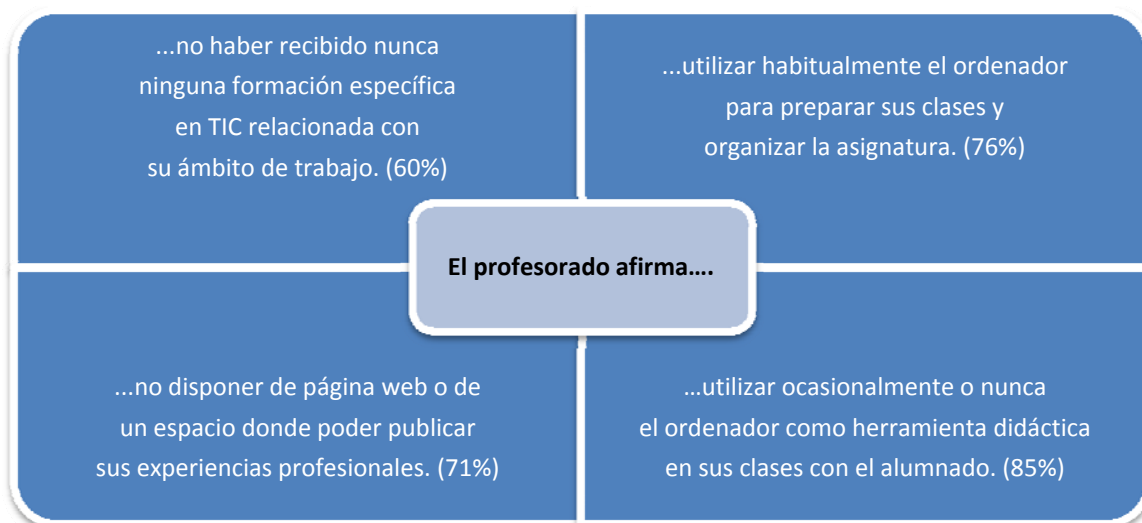 ...no haber recibido nunca
ninguna formación específica
en TIC relacionada con
su ámbito de trabajo. (60%)
...utilizar habitualmente el ordenador
para preparar sus clases y
organizar la asignatura. (76%)
El profesorado afirma....
...no disponer de página web o de
un espacio donde poder publicar
sus experiencias profesionales. (71%)
...utilizar ocasionalmente o nunca
el ordenador como herramienta didáctica
en sus clases con el alumnado. (85%)